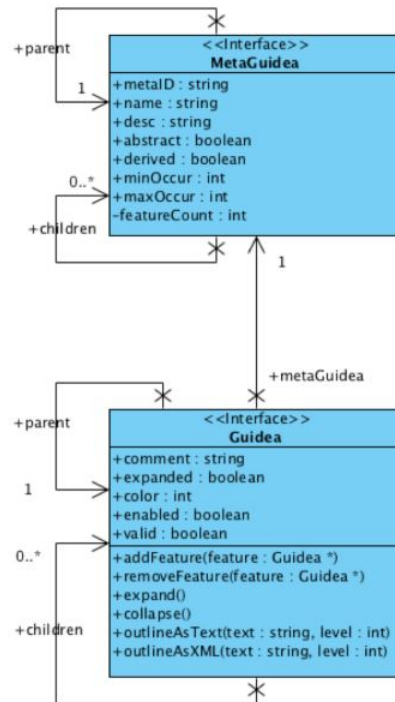 +parent
<<Interface>>
MetaGuidea
1
+metaID : string
+name : string
+desc : string
+abstract : boolean
+derived : boolean
+minOccur : int
+maxOccur : int
-featureCount : int
0..*
+children
1
+metaGuidea
+parent
<<Interface>>
Guidea
1
+comment : string
+expanded : boolean
+color : int
+enabled : boolean
+valid : boolean
0..*
+addFeature(feature : Guidea *)
+removeFeature(feature : Guidea *)
+expand()
+collapse()
+outlineAsText(text : string, level : int)
+outlineAsXML(text : string, level : int)
+children